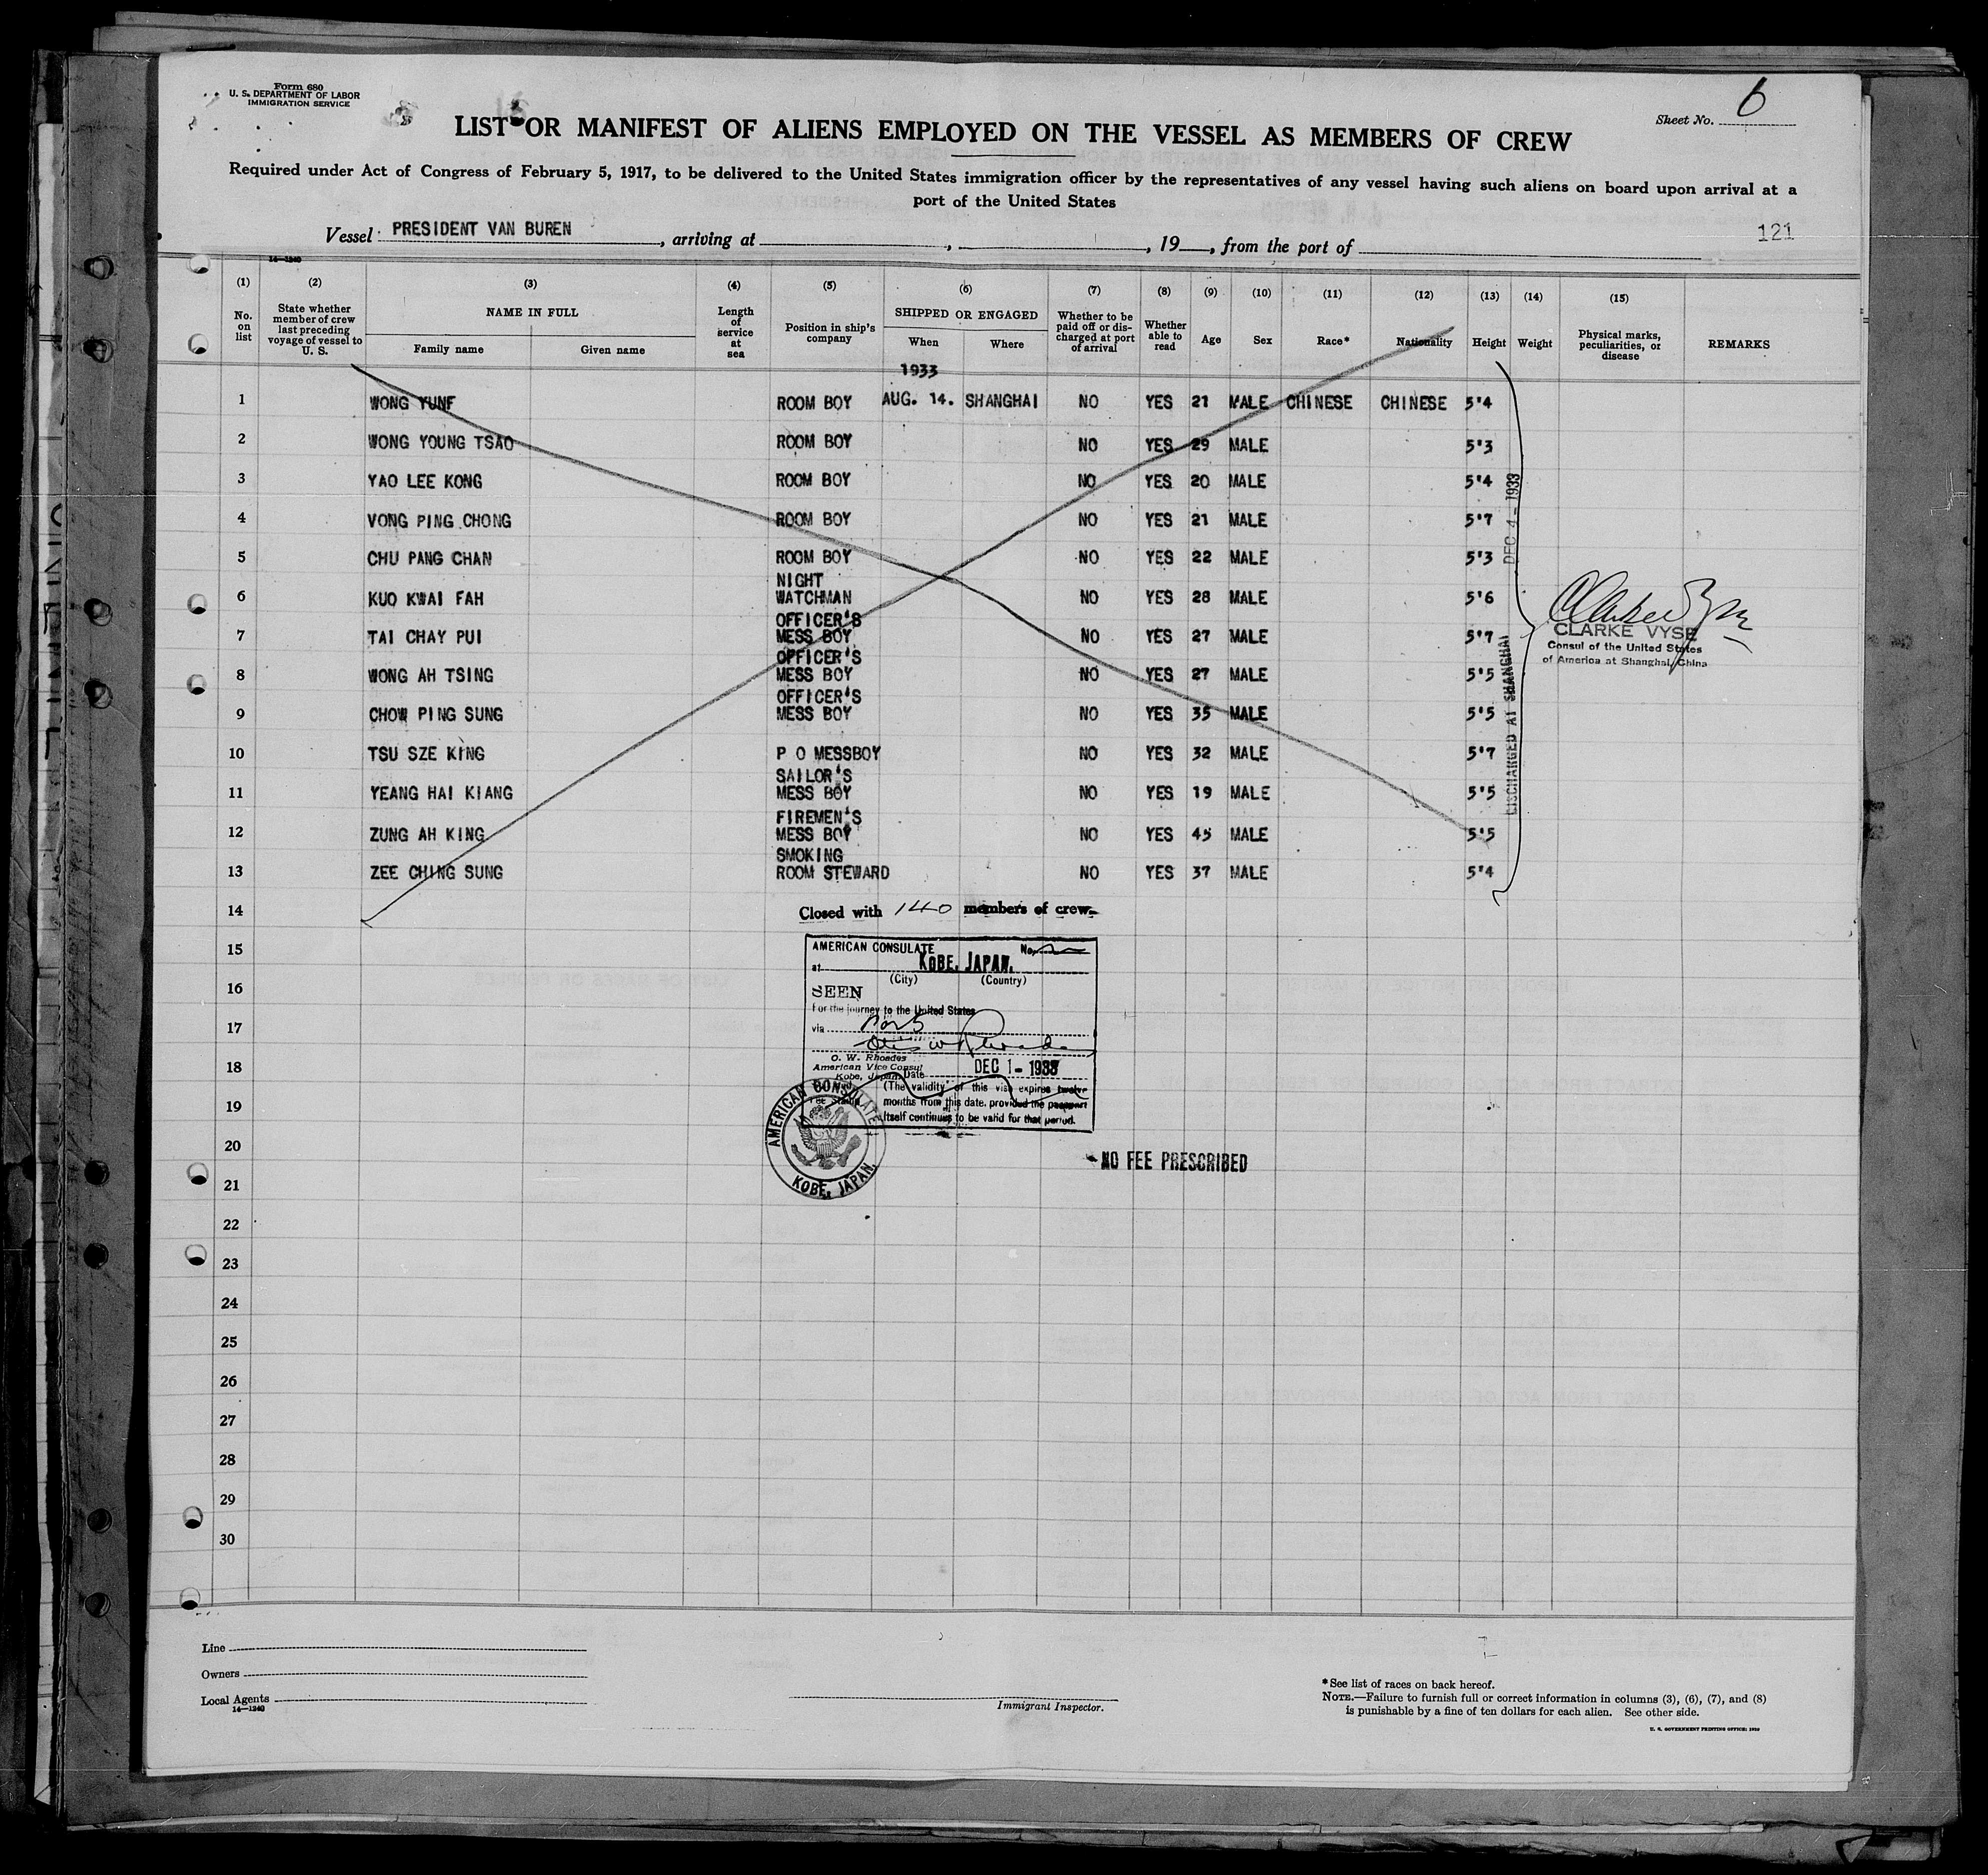 Form 680
U. S. DEPARTMENT OF LABOR
IMMIGRATION SERVICE
Sheet No. 6
LIST OR MANIFEST OF ALIENS EMPLOYED ON THE VESSEL AS MEMBERS OF CREW
Required under Act of Congress of February 5, 1917, to be delivered to the United States immigration officer by the representatives of any vessel having such aliens on board upon arrival at a
port of the United States
121
Vessel PRESIDENT VAN BUREN, arriving at , , 19 , from the port of
14—1240
(1) (2) (3) (4) (5) (6) (7) (8) (9) (10) (11) (12) (13) (14) (15)
No. on list
State whether member of crew last preceding voyage of vessel to U. S.
NAME IN FULL
Family name
Given name
Length of service at sea
Position in ship's company
SHIPPED OR ENGAGED
When
Where
Whether to be paid off or discharged at port of arrival
Whether able to read
Age
Sex
Race*
Nationality
Height
Weight
Physical marks, peculiarities, or disease
REMARKS
1933
1 WONG YUNF ROOM BOY AUG. 14. SHANGHAI NO YES 21 MALE CHINESE CHINESE 5'4
2 WONG YOUNG TSAO ROOM BOY NO YES 29 MALE 5'3
3 YAO LEE KONG ROOM BOY NO YES 20 MALE 5'4
4 VONG PING CHONG ROOM BOY NO YES 21 MALE 5'7
5 CHU PANG CHAN ROOM BOY NO YES 22 MALE 5'3
6 KUO KWAI FAH NIGHT WATCHMAN NO YES 28 MALE 5'6
7 TAI CHAY PUI OFFICER'S MESS BOY NO YES 27 MALE 5'7
8 WONG AH TSING OFFICER'S MESS BOY NO YES 27 MALE 5'5
9 CHOW PING SUNG OFFICER'S MESS BOY NO YES 35 MALE 5'5
10 TSU SZE KING P O MESSBOY NO YES 32 MALE 5'7
11 YEANG HAI KIANG SAILOR'S MESS BOY NO YES 19 MALE 5'5
12 ZUNG AH KING FIREMEN'S MESS BOY NO YES 45 MALE 5'5
13 ZEE CHING SUNG SMOKING ROOM STEWARD NO YES 37 MALE 5'4
DISCHARGED AT SHANGHAI DEC 4 - 1933
CLARKE VYSE
Consul of the United States
of America at Shanghai, China
14
Closed with 140 members of crew.
15
AMERICAN CONSULATE No.
at KOBE, JAPAN.
(City) (Country)
16
SEEN
For the journey to the United States
17
via
O. W. Rhoades
American Vice Consul
Kobe, Japan
18
Date DEC 1 - 1933
(The validity of this visa expires twelve
19
months from this date, provided the passport
itself continues to be valid for that period.
Fee Stamp
AMERICAN CONSULATE
KOBE, JAPAN.
20
NO FEE PRESCRIBED
21
22
23
24
25
26
27
28
29
30
Line
Owners
Local Agents
14—1240
Immigrant Inspector.
*See list of races on back hereof.
NOTE.—Failure to furnish full or correct information in columns (3), (6), (7), and (8)
is punishable by a fine of ten dollars for each alien. See other side.
U. S. GOVERNMENT PRINTING OFFICE: